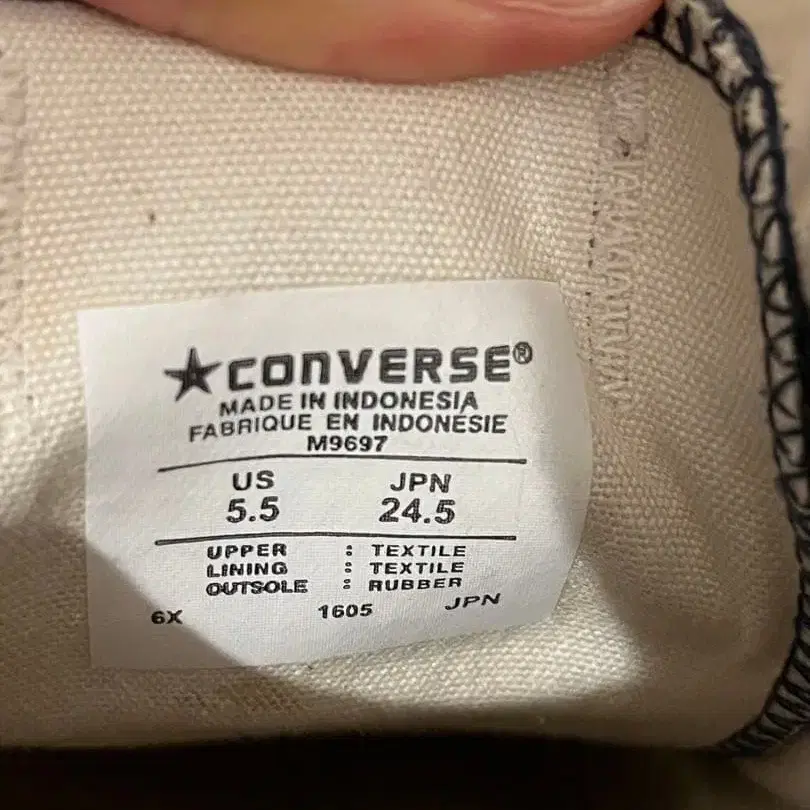 ★CONVERSE®
MADE IN INDONESIA
FABRIQUE EN INDONESIE
M9697
US JPN
5.5 24.5
UPPER : TEXTILE
LINING : TEXTILE
OUTSOLE : RUBBER
6X 1605 JPN